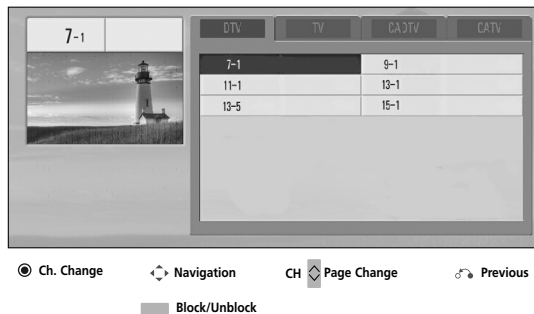 7-1
DTV TV CADTV CATV
7-1 9-1
11-1 13-1
13-5 15-1
Ch. Change Navigation CH Page Change Previous
Block/Unblock